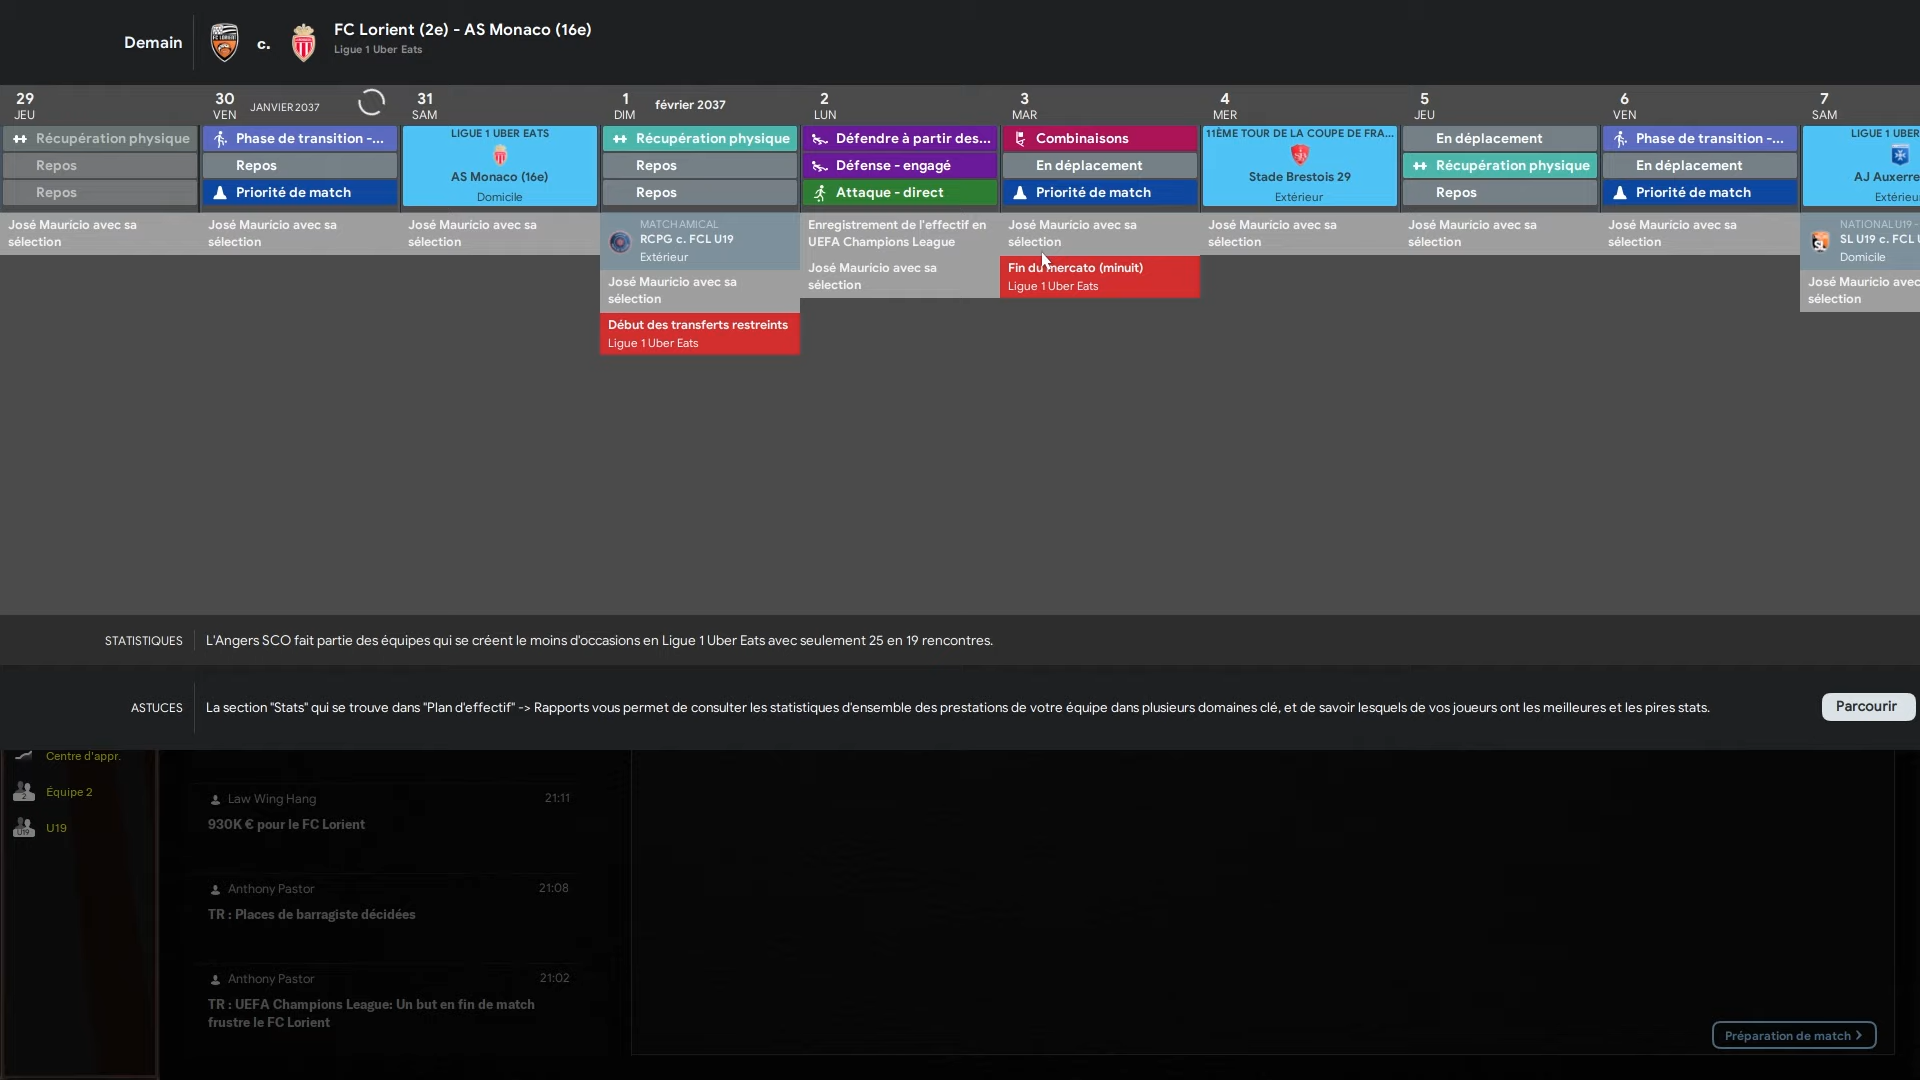 Demain
c.
FC Lorient (2e) - AS Monaco (16e)
Ligue 1 Uber Eats
29
JEU
30
VEN
JANVIER 2037
31
SAM
1
DIM
février 2037
2
LUN
3
MAR
4
MER
5
JEU
6
VEN
7
SAM
Récupération physique
Repos
Repos
Phase de transition -...
Repos
Priorité de match
LIGUE 1 UBER EATS
AS Monaco (16e)
Domicile
Récupération physique
Repos
Repos
Défendre à partir des...
Défense - engagé
Attaque - direct
Combinaisons
En déplacement
Priorité de match
11ÈME TOUR DE LA COUPE DE FRA...
Stade Brestois 29
Extérieur
En déplacement
Récupération physique
Repos
Phase de transition -...
En déplacement
Priorité de match
LIGUE 1 UBER
AJ Auxerre
Extérieu
José Maurício avec sa
sélection
José Maurício avec sa
sélection
José Maurício avec sa
sélection
MATCH AMICAL
RCPG c. FCL U19
Extérieur
José Maurício avec sa
sélection
Début des transferts restreints
Ligue 1 Uber Eats
Enregistrement de l'effectif en
UEFA Champions League
José Maurício avec sa
sélection
José Maurício avec sa
sélection
Fin du mercato (minuit)
Ligue 1 Uber Eats
José Maurício avec sa
sélection
José Maurício avec sa
sélection
José Maurício avec sa
sélection
NATIONAL U19 -
SL U19 c. FCL U
Domicile
José Maurício avec
sélection
STATISTIQUES
L'Angers SCO fait partie des équipes qui se créent le moins d'occasions en Ligue 1 Uber Eats avec seulement 25 en 19 rencontres.
ASTUCES
La section "Stats" qui se trouve dans "Plan d'effectif" -> Rapports vous permet de consulter les statistiques d'ensemble des prestations de votre équipe dans plusieurs domaines clé, et de savoir lesquels de vos joueurs ont les meilleures et les pires stats.
Parcourir
Centre d'appr.
Équipe 2
U19
Law Wing Hang
21:11
930K € pour le FC Lorient
Anthony Pastor
21:08
TR : Places de barragiste décidées
Anthony Pastor
21:02
TR : UEFA Champions League: Un but en fin de match
frustre le FC Lorient
Préparation de match